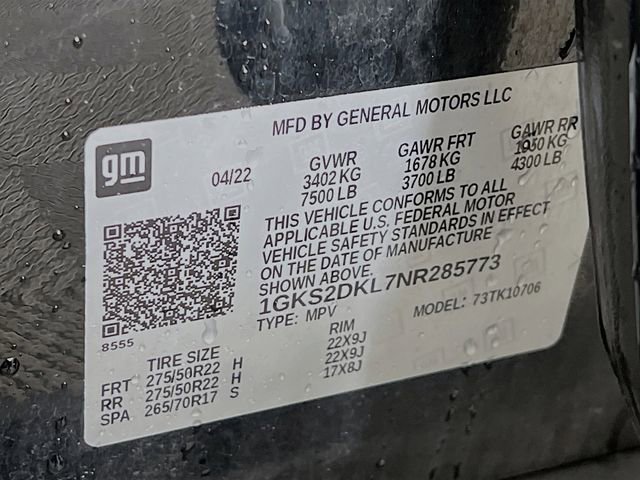 MFD BY GENERAL MOTORS LLC
gm
04/22
GVWR GAWR FRT GAWR RR
3402 KG 1678 KG 1950 KG
7500 LB 3700 LB 4300 LB
THIS VEHICLE CONFORMS TO ALL
APPLICABLE U.S. FEDERAL MOTOR
VEHICLE SAFETY STANDARDS IN EFFECT
ON THE DATE OF MANUFACTURE
SHOWN ABOVE.
1GKS2DKL7NR285773
TYPE: MPV MODEL: 73TK10706
8555
TIRE SIZE RIM
FRT 275/50R22 H 22X9J
RR 275/50R22 H 22X9J
SPA 265/70R17 S 17X8J